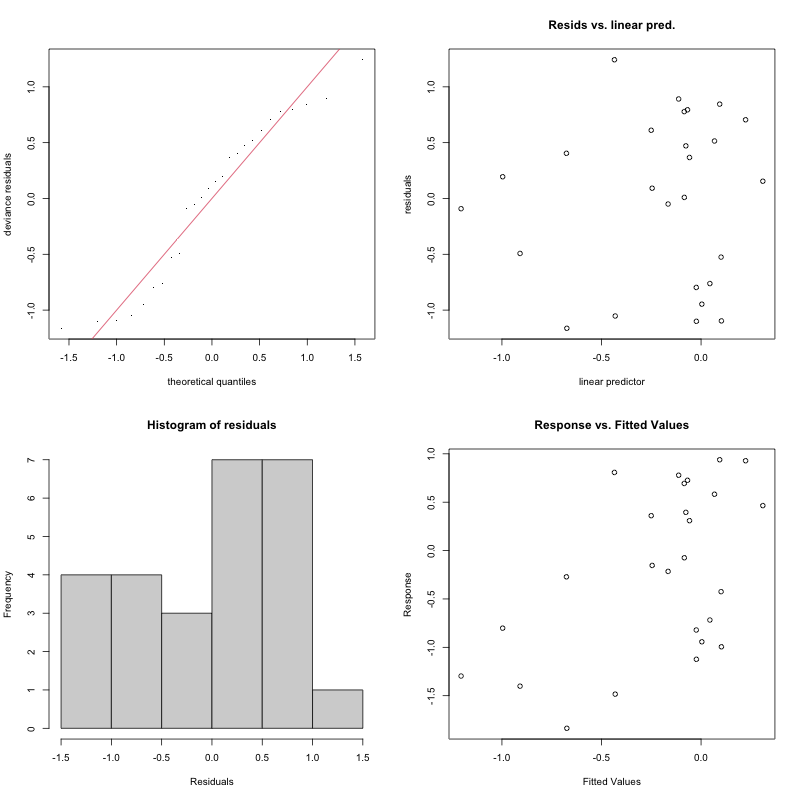 deviance residuals
1.0
0.5
0.0
-0.5
-1.0
-1.5 -1.0 -0.5 0.0 0.5 1.0 1.5
theoretical quantiles
Resids vs. linear pred.
residuals
1.0
0.5
0.0
-0.5
-1.0
-1.0 -0.5 0.0
linear predictor
Histogram of residuals
Frequency
7
6
5
4
3
2
1
0
-1.5 -1.0 -0.5 0.0 0.5 1.0 1.5
Residuals
Response vs. Fitted Values
Response
1.0
0.5
0.0
-0.5
-1.0
-1.5
-1.0 -0.5 0.0
Fitted Values